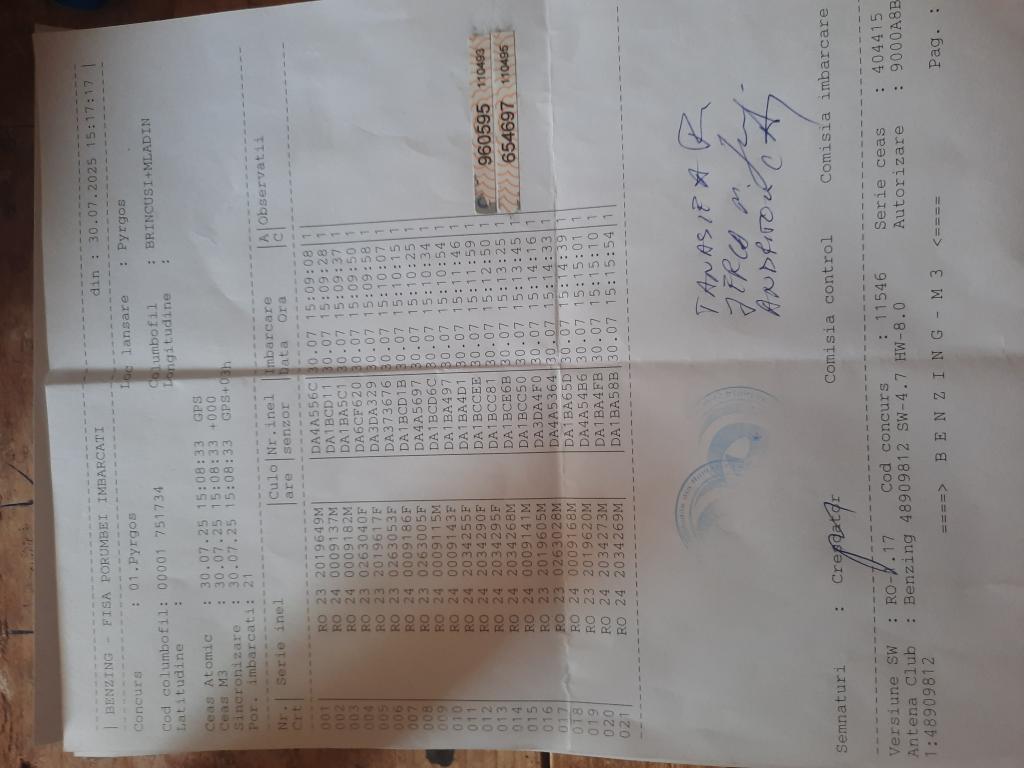 |BENZING - FISA PORUMBEI IMBARCATI din : 30.07.2025 15:17:17 |
Concurs : 01.Pyrgos Loc lansare : Pyrgos
Cod columbofil: 00001 751734 Columbofil : BRINCUSI+MLADIN
Latitudine : Longitudine :
Ceas Atomic : 30.07.25 15:08:33 GPS
Ceas M3 : 30.07.25 15:08:33 +000
Sincronizare : 30.07.25 15:08:33 GPS+03h
Por. imbarcati: 21
Nr.| Serie inel |Culo|Nr.inel |Imbarcare |A|Observatii
Crt| |are |senzor |Data Ora |C|
001 | RO 23 2019649M |DA4A556C|30.07 15:09:08| 1
002 | RO 24 0009137M |DA1BCD11|30.07 15:09:28| 1
003 | RO 24 0009182M |DA1BA5C1|30.07 15:09:37| 1
004 | RO 23 0263040F |DA6CF620|30.07 15:09:50| 1
005 | RO 23 2019617F |DA3DA329|30.07 15:09:58| 1
006 | RO 23 0263053F |DA373676|30.07 15:10:07| 1
007 | RO 24 0009186F |DA1BCD1B|30.07 15:10:15| 1
008 | RO 23 0263005F |DA4A5697|30.07 15:10:25| 1
009 | RO 24 0009115M |DA1BCD6C|30.07 15:10:34| 1
010 | RO 24 0009143F |DA1BA497|30.07 15:10:54| 1
011 | RO 24 2034255F |DA1BA4D1|30.07 15:11:46| 1
012 | RO 24 2034290F |DA1BCCEE|30.07 15:11:59| 1
013 | RO 24 2034295F |DA1BCC81|30.07 15:12:50| 1
014 | RO 24 2034268M |DA1BCE6B|30.07 15:13:25| 1
015 | RO 24 0009141M |DA1BCC50|30.07 15:13:45| 1
016 | RO 23 2019605M |DA3DA4F0|30.07 15:14:16| 1
017 | RO 23 0263028M |DA4A5364|30.07 15:14:33| 1
018 | RO 24 0009168M |DA1BA65D|30.07 | 1
019 | RO 23 2019620M |DA4A54B6|30.07 15:15:01| 1
020 | RO 24 2034273M |DA1BA4FB|30.07 15:15:10| 1
021 | RO 24 2034269M |DA1BA58B|30.07 15:15:54| 1
960595 110493
654697 110495
TANASIE A
Semnaturi : Crescator Comisia control Comisia imbarcare
Versiune SW : RO-4.17 Cod concurs : 11546 Serie ceas : 404415
Antena Club : Benzing 48909812 SW-4.7 HW-8.0 Autorizare : 9000A8B
1:48909812
====> B E N Z I N G - M 3 <==== Pag. :